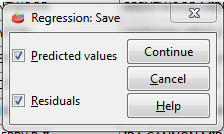 Regression: Save
Predicted values
Continue
Cancel
Residuals
Help